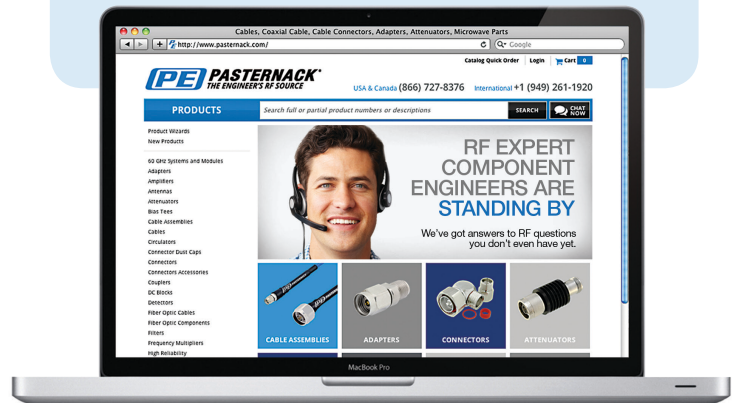 Cables, Coaxial Cable, Cable Connectors, Adapters, Attenuators, Microwave Parts
http://www.pasternack.com/
Google
Catalog Quick Order Login Cart 0
PE PASTERNACK
THE ENGINEER'S RF SOURCE
USA & Canada (866) 727-8376 International +1 (949) 261-1920
PRODUCTS Search full or partial product numbers or descriptions SEARCH CHAT NOW
Product Wizards
New Products
60 GHz Systems and Modules
Adapters
Amplifiers
Antennas
Attenuators
Bias Tees
Cable Assemblies
Cables
Circulators
Connector Dust Caps
Connectors
Connectors Accessories
Couplers
DC Blocks
Detectors
Fiber Optic Cables
Fiber Optic Components
Filters
Frequency Multipliers
High Reliability
RF EXPERT
COMPONENT
ENGINEERS ARE
STANDING BY
We've got answers to RF questions
you don't even have yet.
CABLE ASSEMBLIES ADAPTERS CONNECTORS ATTENUATORS
MacBook Pro